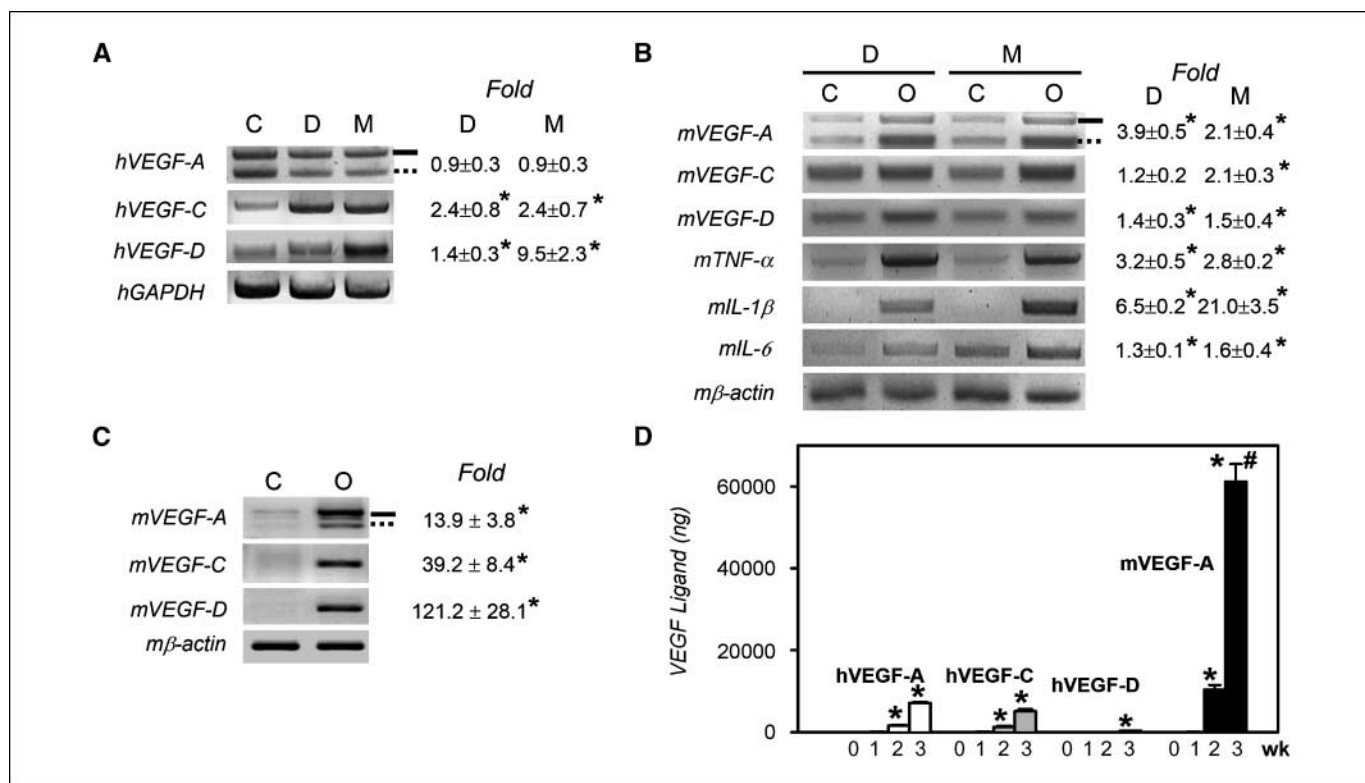 A
Fold
C D M D M
hVEGF-A 0.9±0.3 0.9±0.3
hVEGF-C 2.4±0.8* 2.4±0.7*
hVEGF-D 1.4±0.3* 9.5±2.3*
hGAPDH
B
D M
Fold
C O C O D M
mVEGF-A 3.9±0.5* 2.1±0.4*
mVEGF-C 1.2±0.2 2.1±0.3*
mVEGF-D 1.4±0.3* 1.5±0.4*
mTNF-α 3.2±0.5* 2.8±0.2*
mIL-1β 6.5±0.2* 21.0±3.5*
mIL-6 1.3±0.1* 1.6±0.4*
mβ-actin
C
C O Fold
mVEGF-A 13.9 ± 3.8*
mVEGF-C 39.2 ± 8.4*
mVEGF-D 121.2 ± 28.1*
mβ-actin
D
VEGF Ligand (ng)
60000
40000
20000
0
* #
mVEGF-A
*
hVEGF-A hVEGF-C hVEGF-D
* * * * *
0 1 2 3 0 1 2 3 0 1 2 3 0 1 2 3 wk